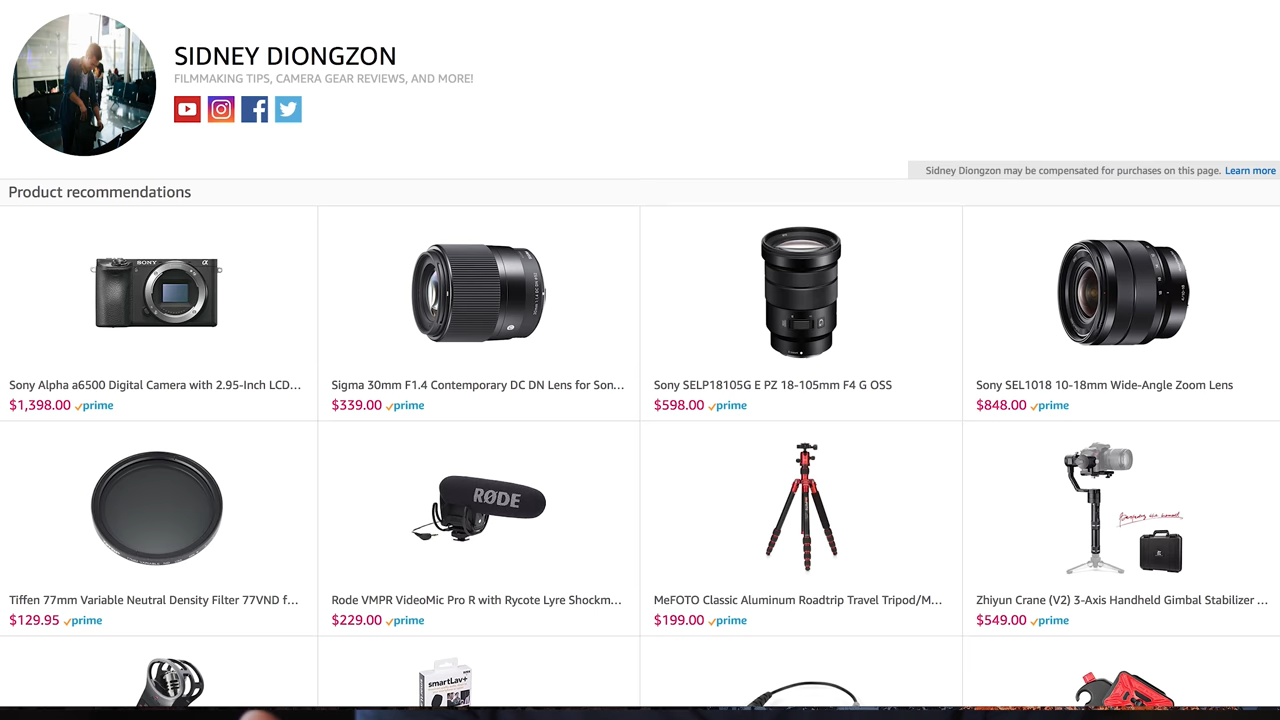 SIDNEY DIONGZON
FILMMAKING TIPS, CAMERA GEAR REVIEWS, AND MORE!
Sidney Diongzon may be compensated for purchases on this page. Learn more
Product recommendations
SONY α
Sony Alpha a6500 Digital Camera with 2.95-Inch LCD…
$1,398.00 prime
Sigma 30mm F1.4 Contemporary DC DN Lens for Son…
$339.00 prime
Sony SELP18105G E PZ 18-105mm F4 G OSS
$598.00 prime
Sony SEL1018 10-18mm Wide-Angle Zoom Lens
$848.00 prime
RØDE
Tiffen 77mm Variable Neutral Density Filter 77VND f…
$129.95 prime
Rode VMPR VideoMic Pro R with Rycote Lyre Shockm…
$229.00 prime
MeFOTO Classic Aluminum Roadtrip Travel Tripod/M…
$199.00 prime
Zhiyun Crane (V2) 3-Axis Handheld Gimbal Stabilizer …
$549.00 prime
smartLav+